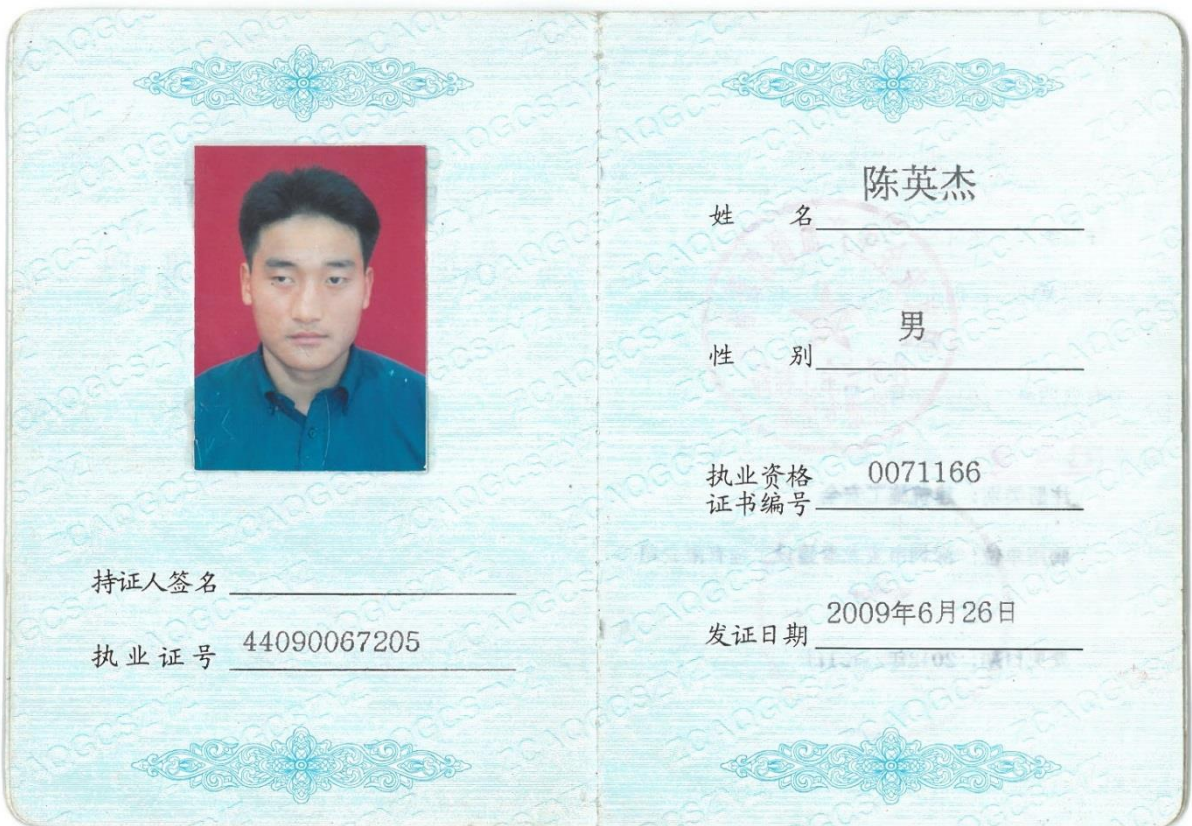 持证人签名
执业证号 44090067205
姓名 陈英杰
性别 男
执业资格
证书编号 0071166
发证日期 2009年6月26日